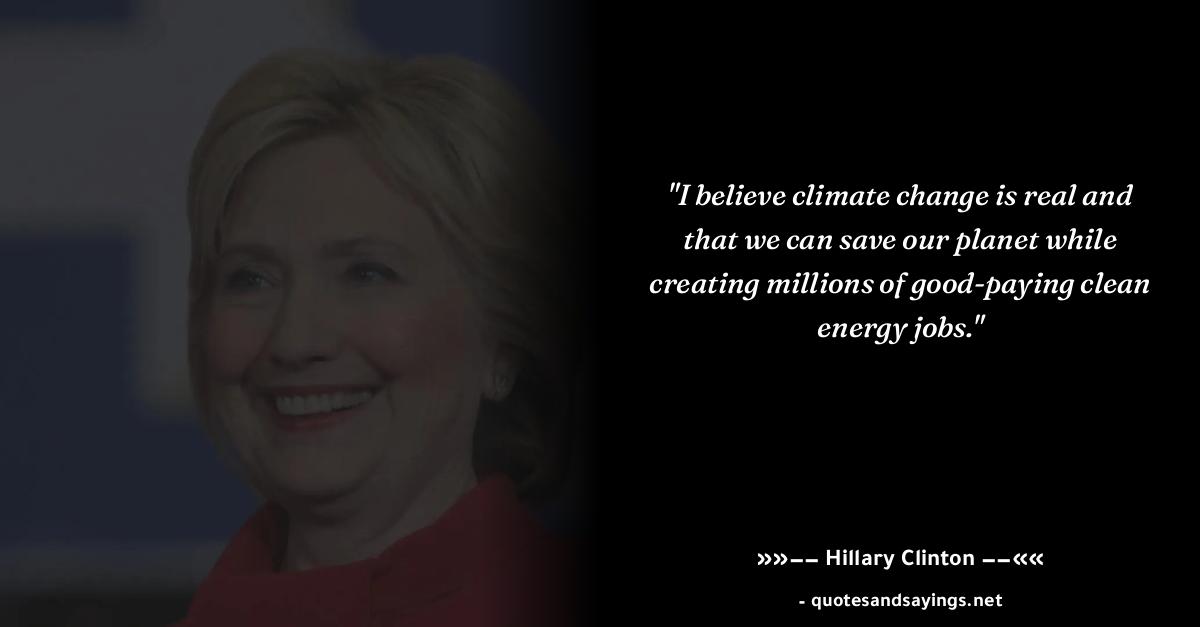 "I believe climate change is real and
that we can save our planet while
creating millions of good-paying clean
energy jobs."
»»–– Hillary Clinton ––««
- quotesandsayings.net